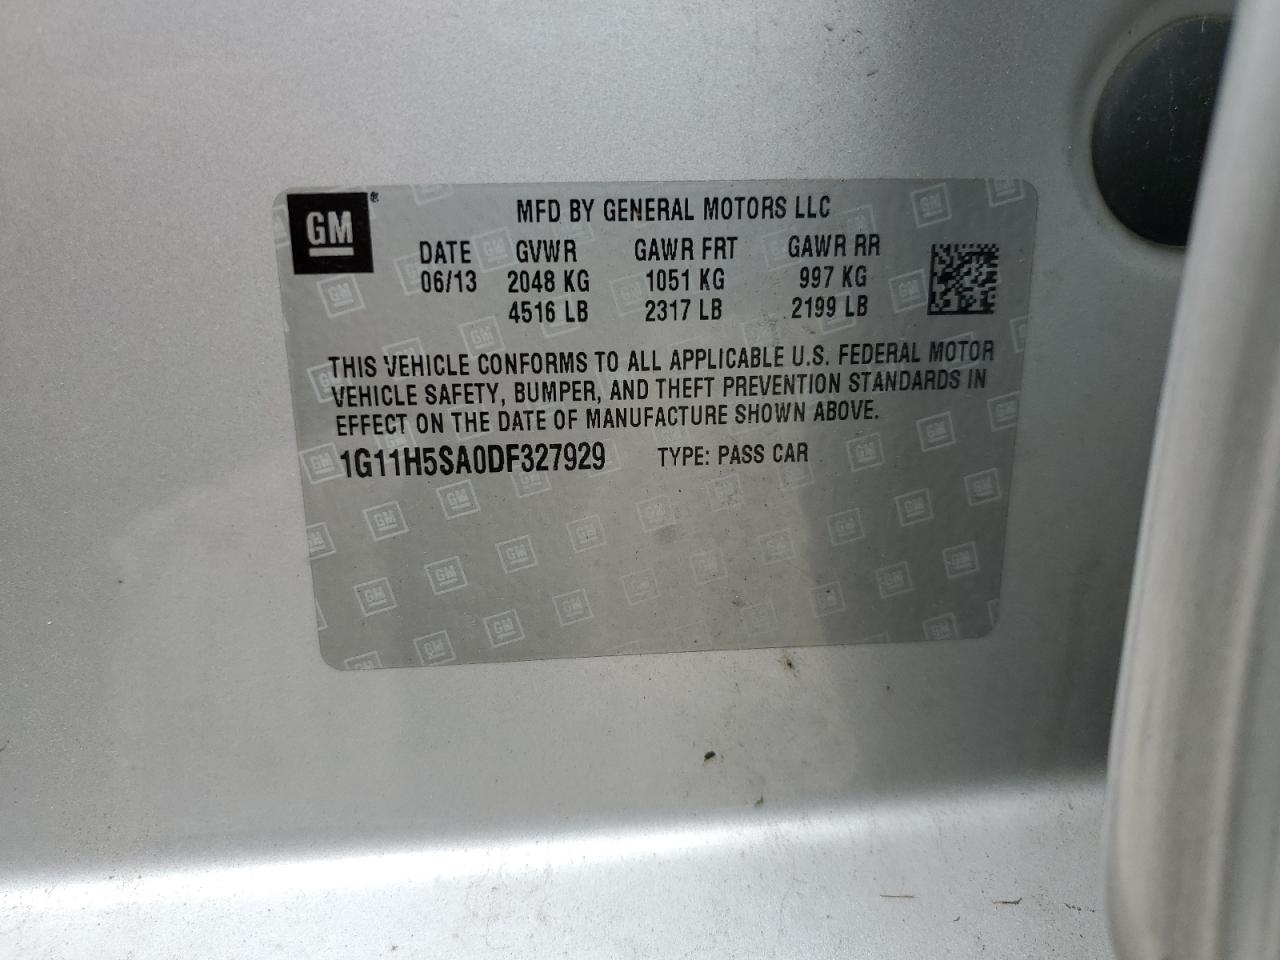 GM ®
MFD BY GENERAL MOTORS LLC
DATE GVWR GAWR FRT GAWR RR
06/13 2048 KG 1051 KG 997 KG
4516 LB 2317 LB 2199 LB
THIS VEHICLE CONFORMS TO ALL APPLICABLE U.S. FEDERAL MOTOR
VEHICLE SAFETY, BUMPER, AND THEFT PREVENTION STANDARDS IN
EFFECT ON THE DATE OF MANUFACTURE SHOWN ABOVE.
1G11H5SA0DF327929 TYPE: PASS CAR